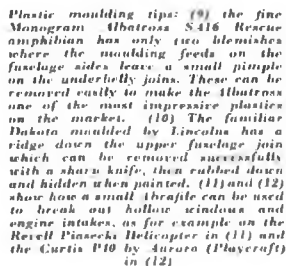 Plastic moulding tips: (9) the fine
Monogram Albatross SA16 Rescue
amphibian has only two blemishes
where the moulding feeds on the
fuselage sides leave a small pimple
on the underbelly joins. These can be
removed easily to make the Albatross
one of the most impressive plastics
on the market. (10) The familiar
Dakota moulded by Lincolns has a
ridge down the upper fuselage join
which can be removed successfully
with a sharp knife, then rubbed down
and hidden when painted. (11) and (12)
show how a small Abrafile can be used
to break out hollow windows and
engine intakes, as for example on the
Revell Piasecki Helicopter in (11) and
the Curtis P40 by Aurora (Playcraft)
in (12)